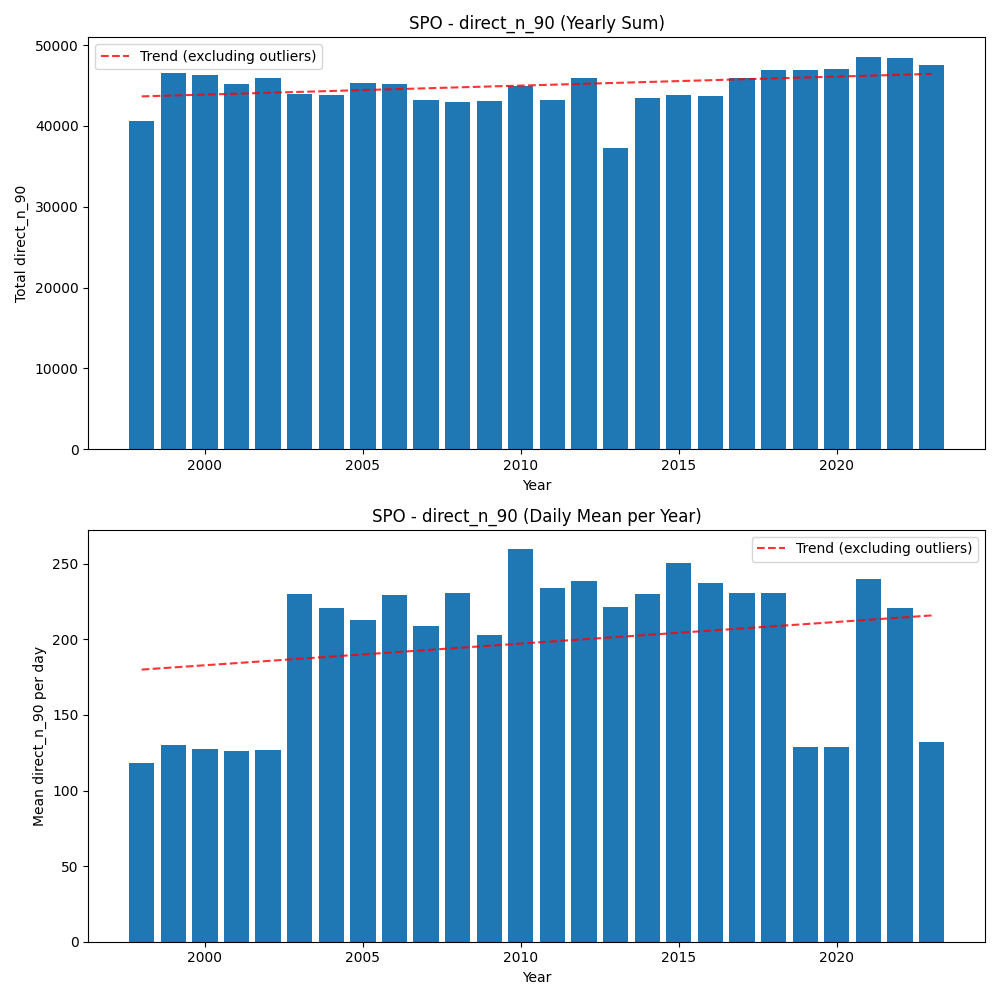 SPO - direct_n_90 (Yearly Sum)
Trend (excluding outliers)
Total direct_n_90
50000
40000
30000
20000
10000
0
2000
2005
2010
2015
2020
Year
SPO - direct_n_90 (Daily Mean per Year)
Trend (excluding outliers)
Mean direct_n_90 per day
250
200
150
100
50
0
2000
2005
2010
2015
2020
Year